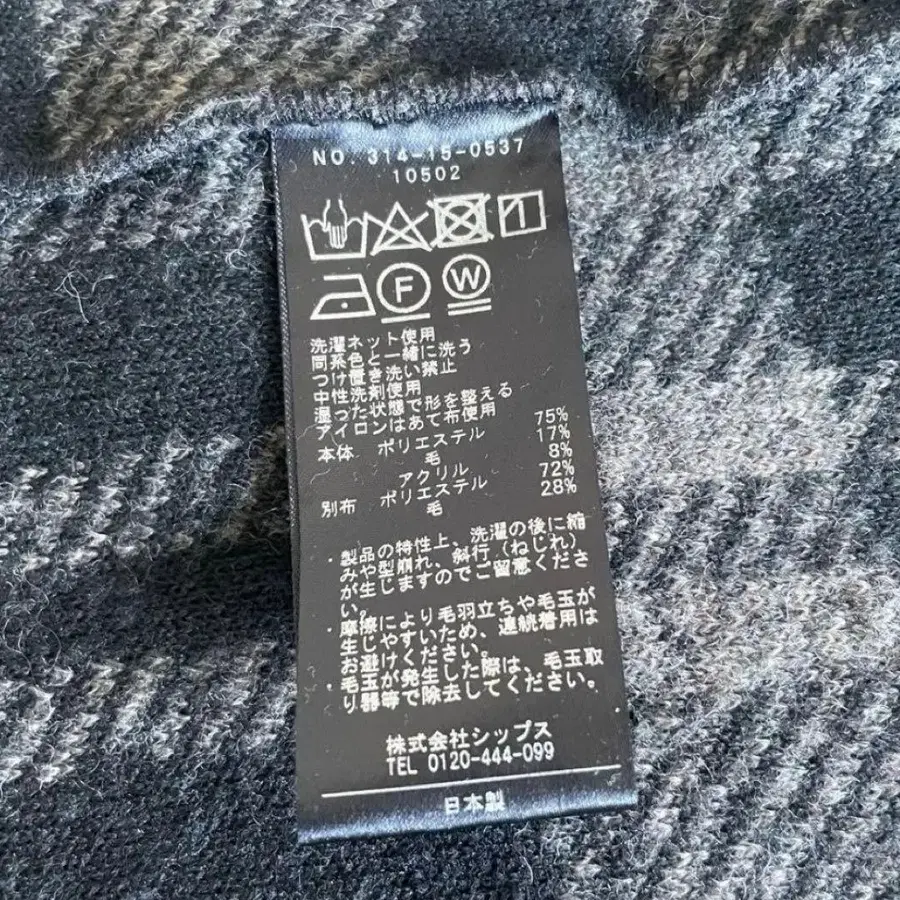 NO.314-15-0537
10502
F W
洗濯ネット使用
同系色と一緒に洗う
つけ置き洗い禁止
中性洗剤使用
湿った状態で形を整える
アイロンはあて布使用
本体 ポリエステル 75%
毛 17%
アクリル 8%
別布 ポリエステル 72%
毛 28%
・製品の特性上、洗濯の後に縮
みや型崩れ、斜行(ねじれ)
が生じますのでご留意くださ
い。
・摩擦により毛羽立ちや毛玉が
生じやすいため、連続着用は
お避けください。
・毛玉が発生した際は、毛玉取
り器等で除去してください。
株式会社シップス
TEL 0120-444-099
日本製